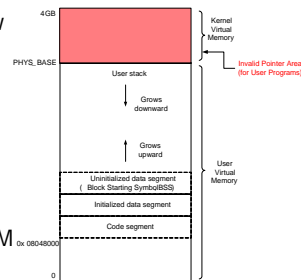 4GB
Kernel
Virtual
Memory
PHYS_BASE
Invalid Pointer Area
(for User Programs)
User stack
Grows
downward
Grows
upward
User
Virtual
Memory
Uninitialized data segment
( Block Starting SymbolBSS)
Initialized data segment
Code segment
M
0x 08048000
0